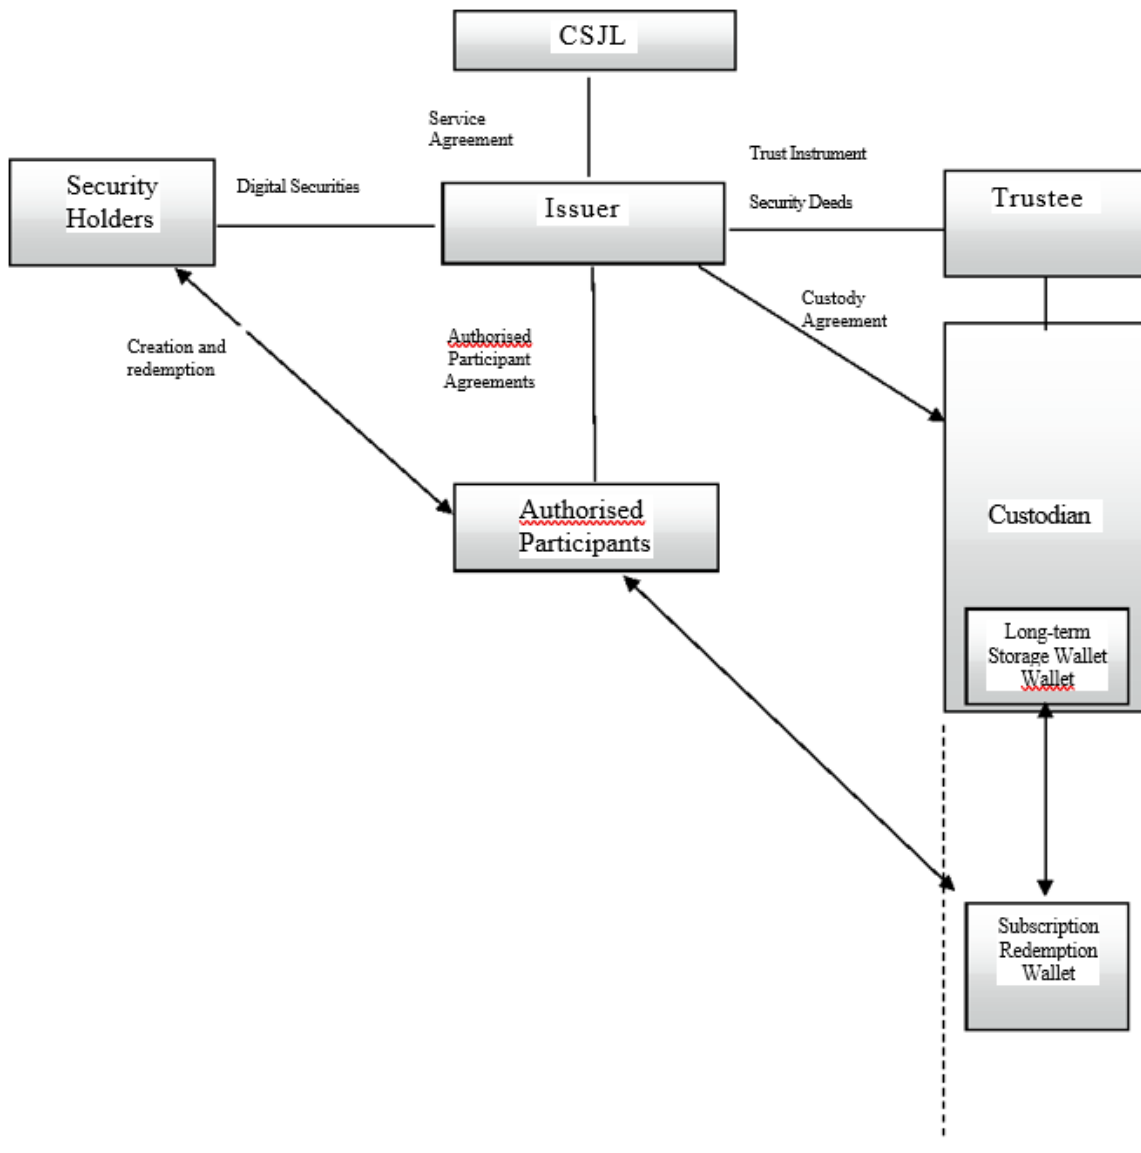 CSJL
Service
Agreement
Trust Instrument
Security
Holders
Digital Securities
Issuer
Security Deeds
Trustee
Custody
Agreement
Creation and
redemption
Authorised
Participant
Agreements
Authorised
Participants
Custodian
Long-term
Storage Wallet
Wallet
Subscription
Redemption
Wallet